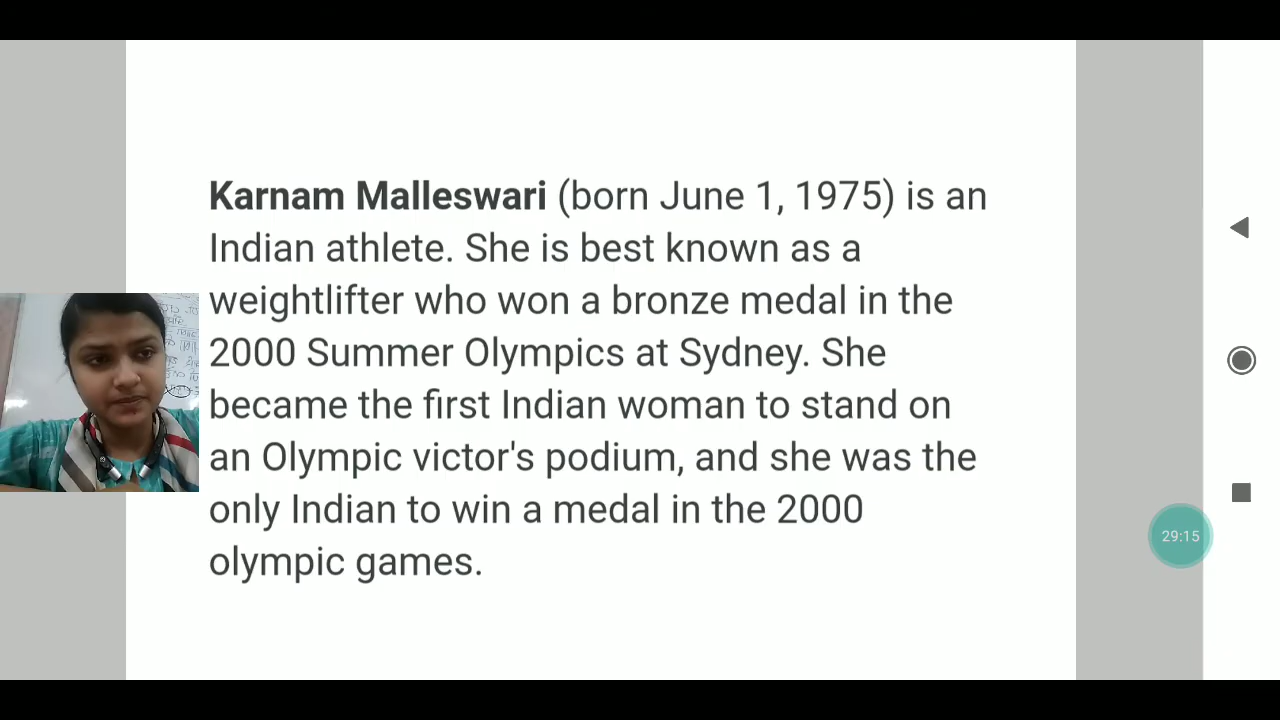 Karnam Malleswari (born June 1, 1975) is an
Indian athlete. She is best known as a
weightlifter who won a bronze medal in the
2000 Summer Olympics at Sydney. She
became the first Indian woman to stand on
an Olympic victor's podium, and she was the
only Indian to win a medal in the 2000
olympic games.
29:15